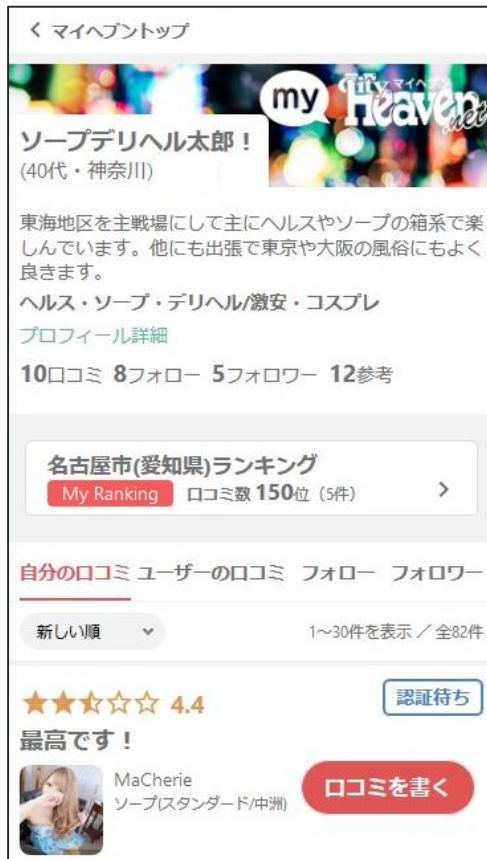 マイヘブントップ
my
City マイヘブン
Heaven.net
ソープデリヘル太郎！
(40代・神奈川)
東海地区を主戦場にして主にヘルスやソープの箱系で楽
しんでいます。他にも出張で東京や大阪の風俗にもよく
良きます。
ヘルス・ソープ・デリヘル/激安・コスプレ
プロフィール詳細
10口コミ 8フォロー 5フォロワー 12参考
名古屋市(愛知県)ランキング
My Ranking 口コミ数 150位（5件）
自分の口コミ ユーザーの口コミ フォロー フォロワー
新しい順 1～30件を表示／全82件
4.4 認証待ち
最高です！
MaCherie
ソープ(スタンダード/中洲)
口コミを書く